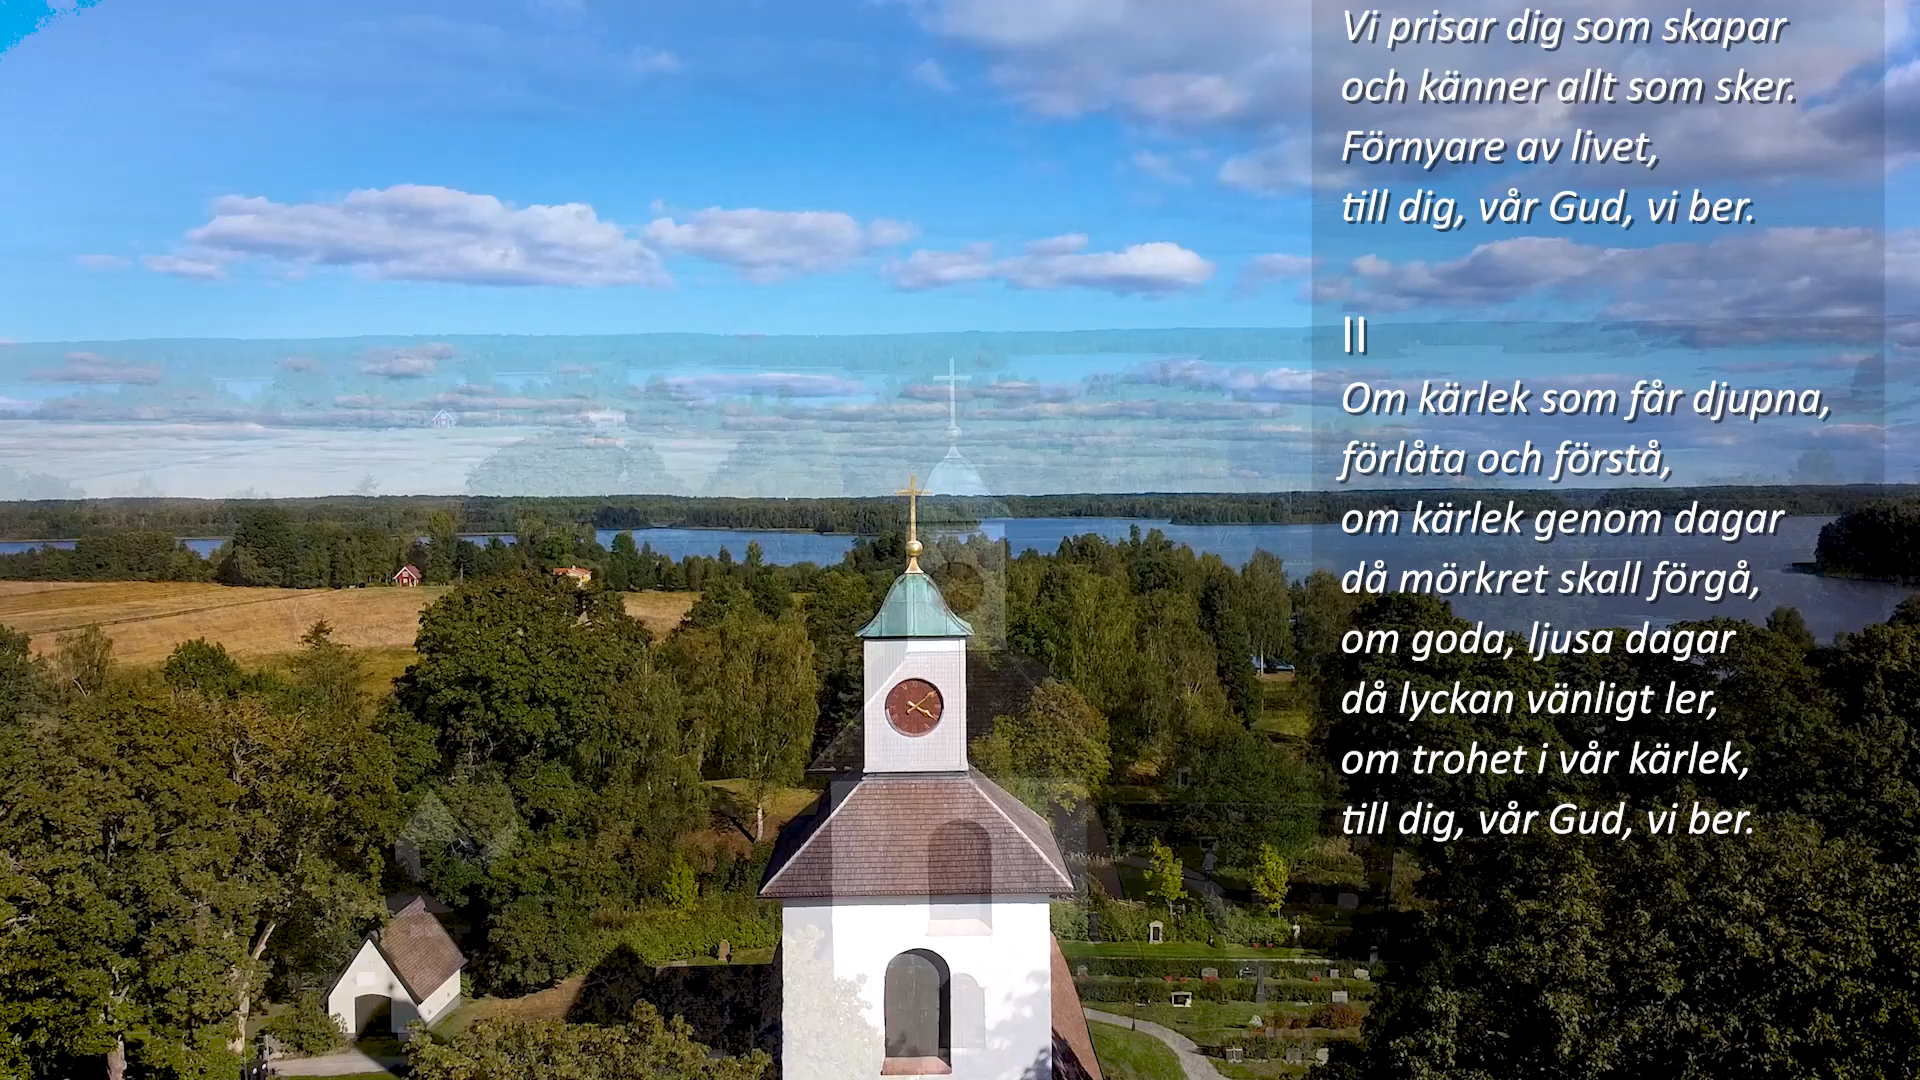 Vi prisar dig som skapar
och känner allt som sker.
Förnyare av livet,
till dig, vår Gud, vi ber.
II
Om kärlek som får djupna,
förlåta och förstå,
om kärlek genom dagar
då mörkret skall förgå,
om goda, ljusa dagar
då lyckan vänligt ler,
om trohet i vår kärlek,
till dig, vår Gud, vi ber.